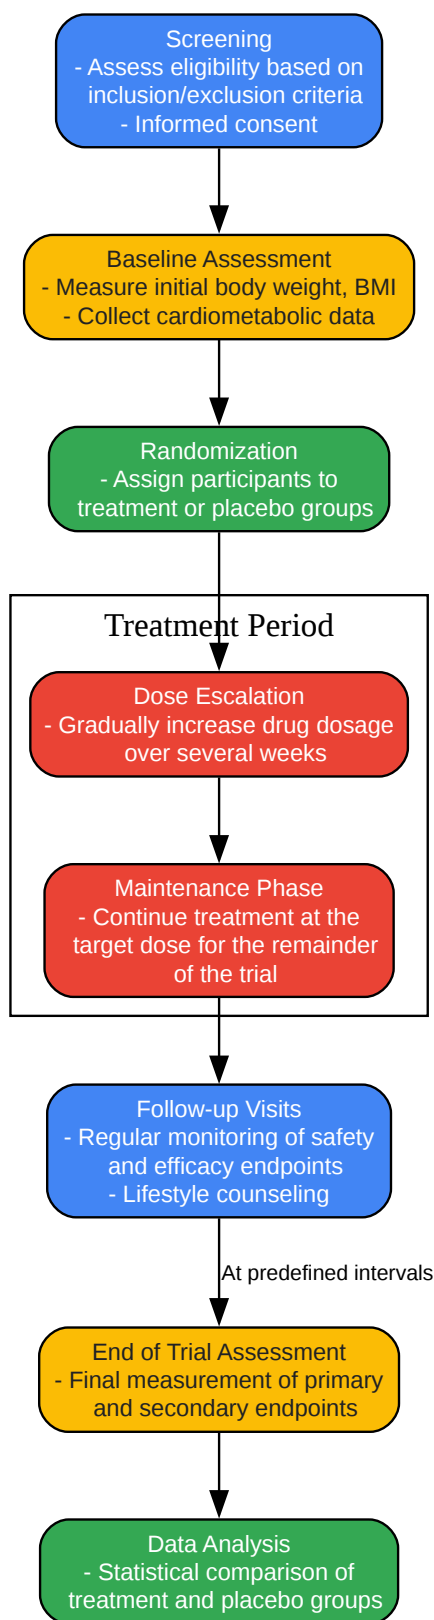 Screening
- Assess eligibility based on
inclusion/exclusion criteria
- Informed consent
Baseline Assessment
- Measure initial body weight, BMI
- Collect cardiometabolic data
Randomization
- Assign participants to
treatment or placebo groups
Treatment Period
Dose Escalation
- Gradually increase drug dosage
over several weeks
Maintenance Phase
- Continue treatment at the
target dose for the remainder
of the trial
Follow-up Visits
- Regular monitoring of safety
and efficacy endpoints
- Lifestyle counseling
At predefined intervals
End of Trial Assessment
- Final measurement of primary
and secondary endpoints
Data Analysis
- Statistical comparison of
treatment and placebo groups